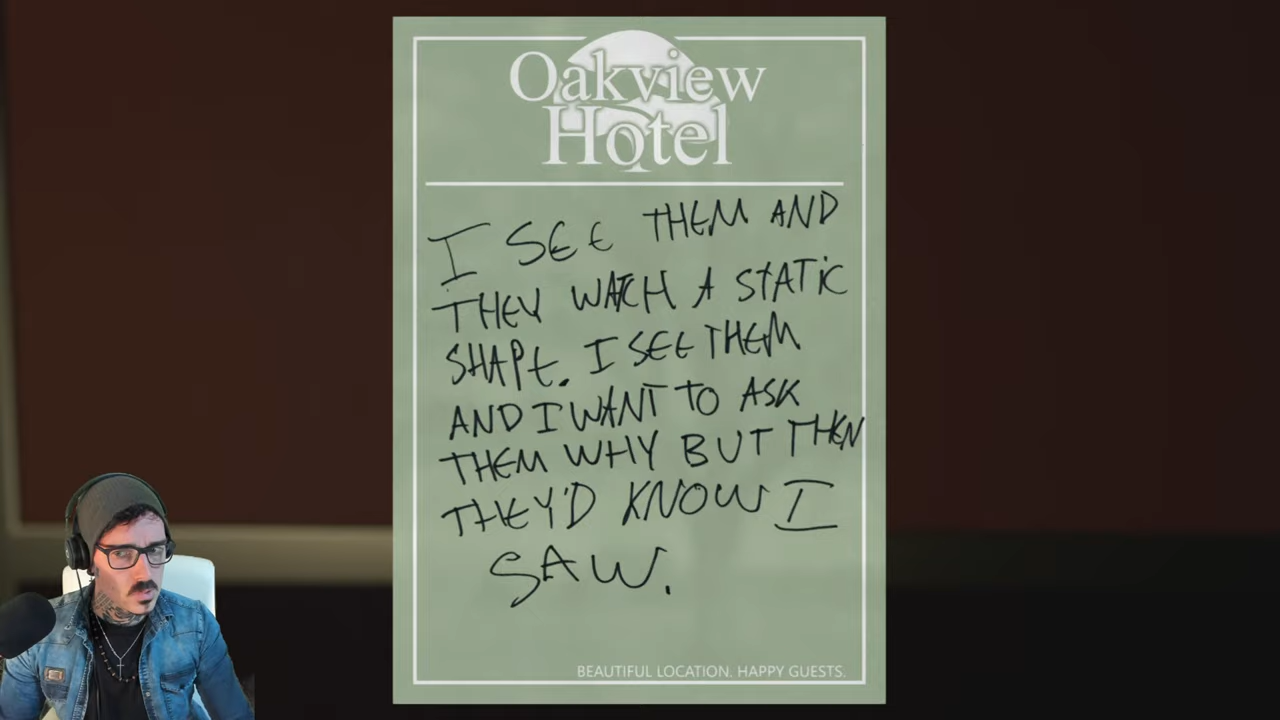 Oakview
Hotel
I SEE THEM AND
THEY WATCH A STATIC
SHAPE. I SEE THEM
AND I WANT TO ASK
THEM WHY BUT THEN
THEY'D KNOW I
SAW.
BEAUTIFUL LOCATION. HAPPY GUESTS.